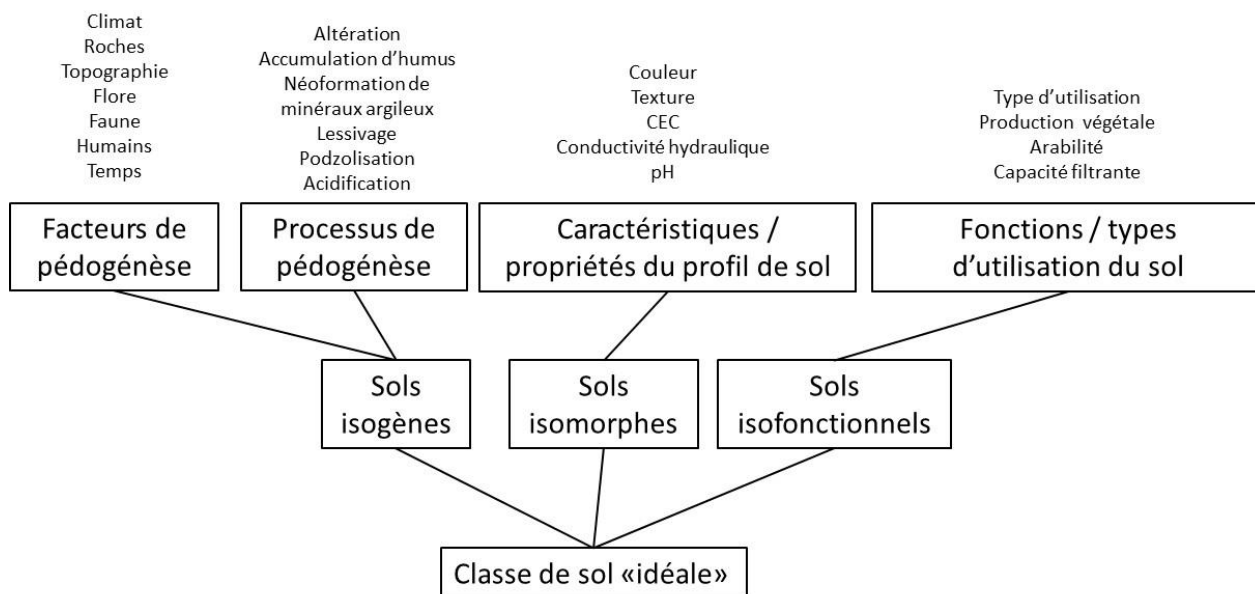 Climat
Roches
Topographie
Flore
Faune
Humains
Temps
Altération
Accumulation d'humus
Néoformation de
minéraux argileux
Lessivage
Podzolisation
Acidification
Couleur
Texture
CEC
Conductivité hydraulique
pH
Type d'utilisation
Production végétale
Arabilité
Capacité filtrante
Facteurs de
pédogénèse
Processus de
pédogénèse
Caractéristiques /
propriétés du profil de sol
Fonctions / types
d'utilisation du sol
Sols
isogènes
Sols
isomorphes
Sols
isofonctionnels
Classe de sol «idéale»